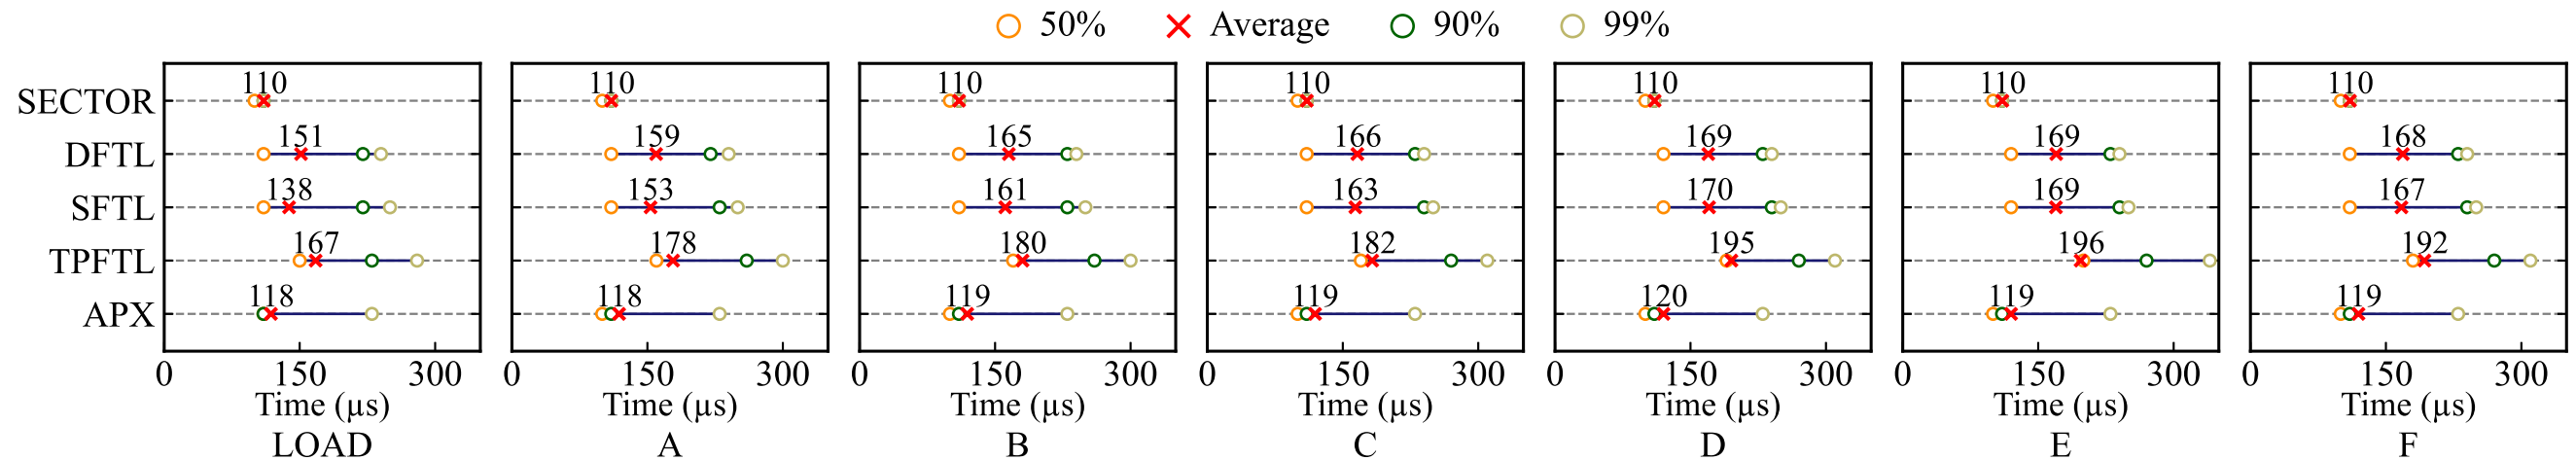 50% Average 90% 99%
SECTOR 110 110 110 110 110 110 110
DFTL 151 159 165 166 169 169 168
SFTL 138 153 161 163 170 169 167
TPFTL 167 178 180 182 195 196 192
APX 118 118 119 119 120 119 119
0 150 300 0 150 300 0 150 300 0 150 300 0 150 300 0 150 300 0 150 300
Time (µs) Time (µs) Time (µs) Time (µs) Time (µs) Time (µs) Time (µs)
LOAD A B C D E F